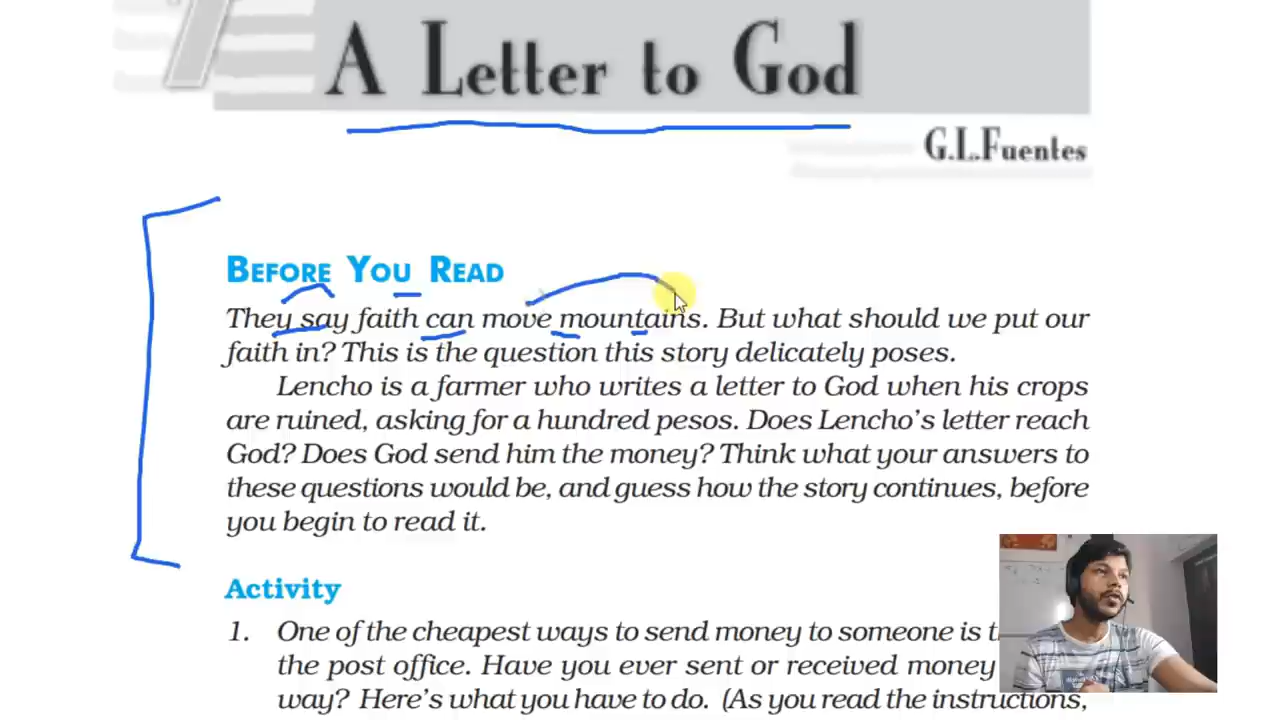 A Letter to God
G.L.Fuentes
BEFORE YOU READ
They say faith can move mountains. But what should we put our
faith in? This is the question this story delicately poses.
Lencho is a farmer who writes a letter to God when his crops
are ruined, asking for a hundred pesos. Does Lencho's letter reach
God? Does God send him the money? Think what your answers to
these questions would be, and guess how the story continues, before
you begin to read it.
Activity
1. One of the cheapest ways to send money to someone is
the post office. Have you ever sent or received money
way? Here's what you have to do. (As you read the instructions,